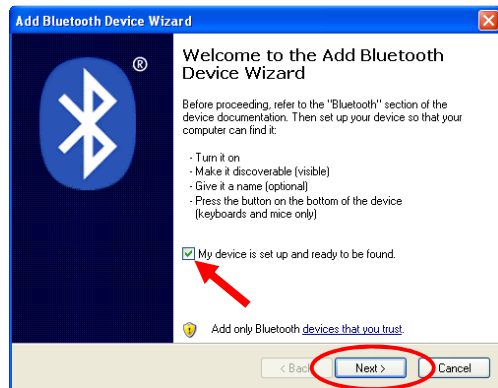 Add Bluetooth Device Wizard
®
Welcome to the Add Bluetooth
Device Wizard
Before proceeding, refer to the "Bluetooth" section of the
device documentation. Then set up your device so that your
computer can find it:
- Turn it on
- Make it discoverable (visible)
- Give it a name (optional)
- Press the button on the bottom of the device
(keyboards and mice only)
My device is set up and ready to be found.
Add only Bluetooth devices that you trust.
< Back Next > Cancel